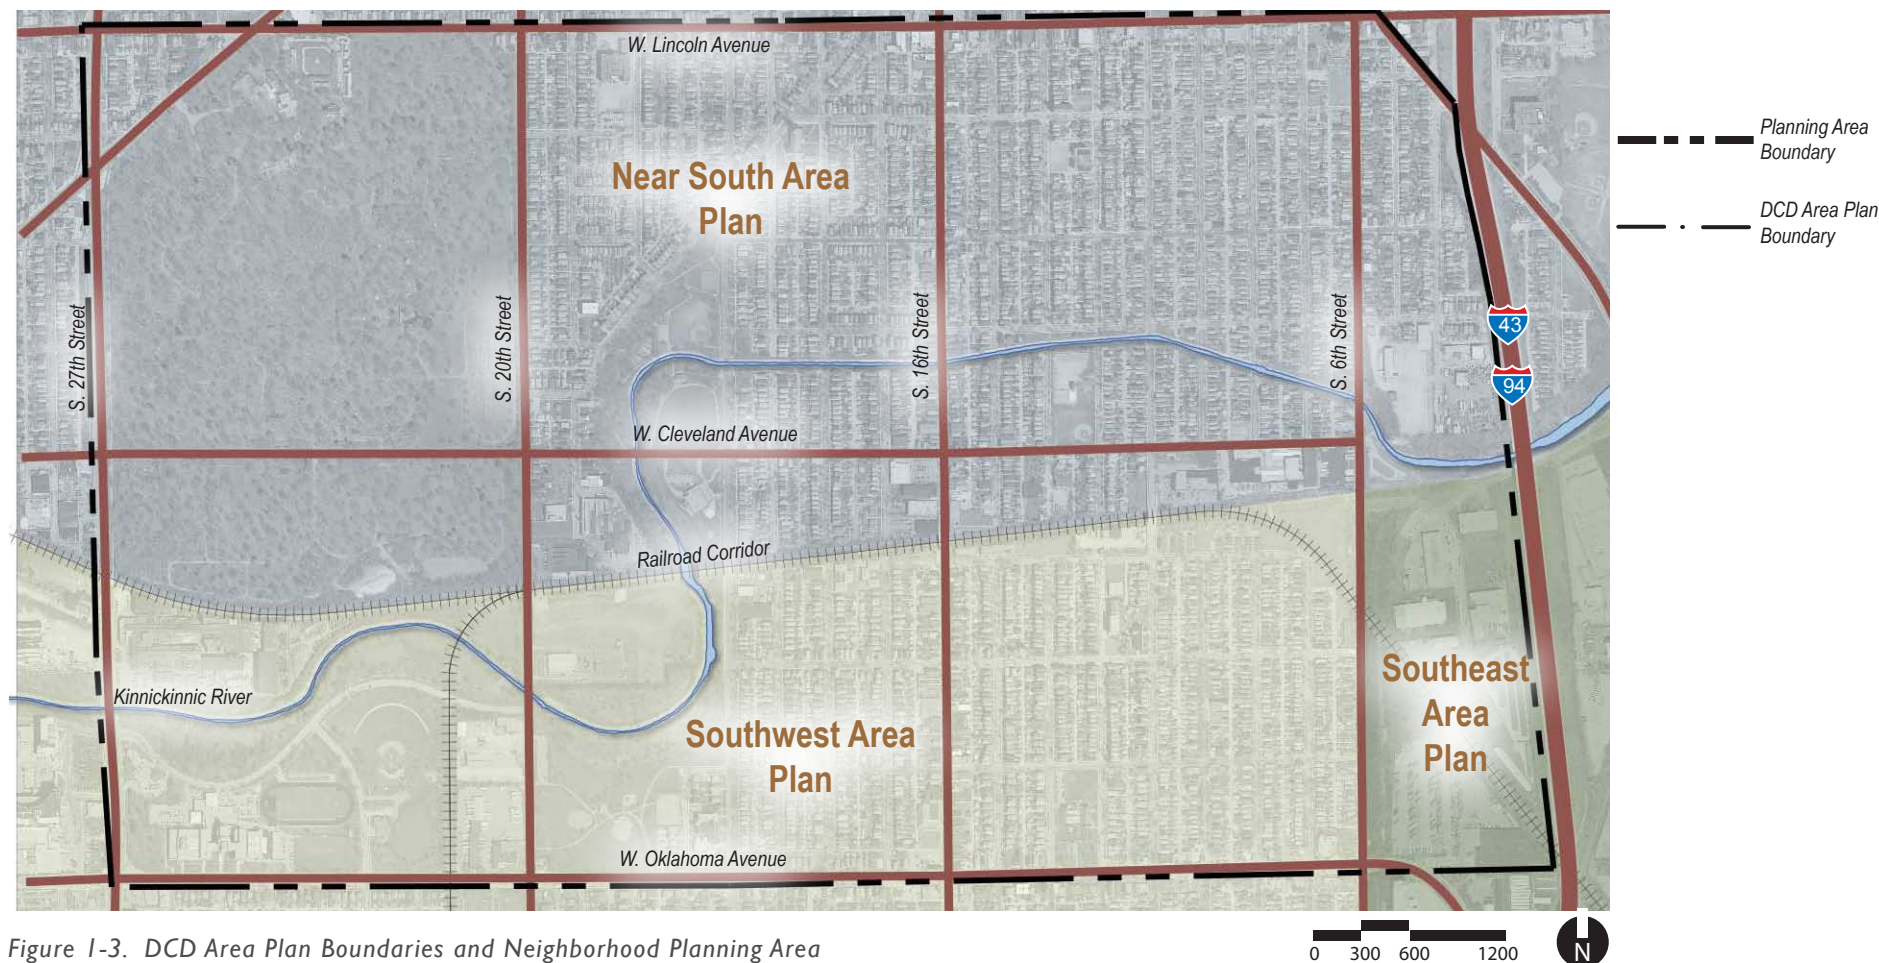 W. Lincoln Avenue
Near South Area
Plan
Planning Area
Boundary
DCD Area Plan
Boundary
S. 27th Street
S. 20th Street
S. 16th Street
S. 6th Street
43
94
W. Cleveland Avenue
Railroad Corridor
Kinnickinnic River
Southwest Area
Plan
Southeast
Area
Plan
W. Oklahoma Avenue
Figure 1-3. DCD Area Plan Boundaries and Neighborhood Planning Area
0 300 600 1200
N